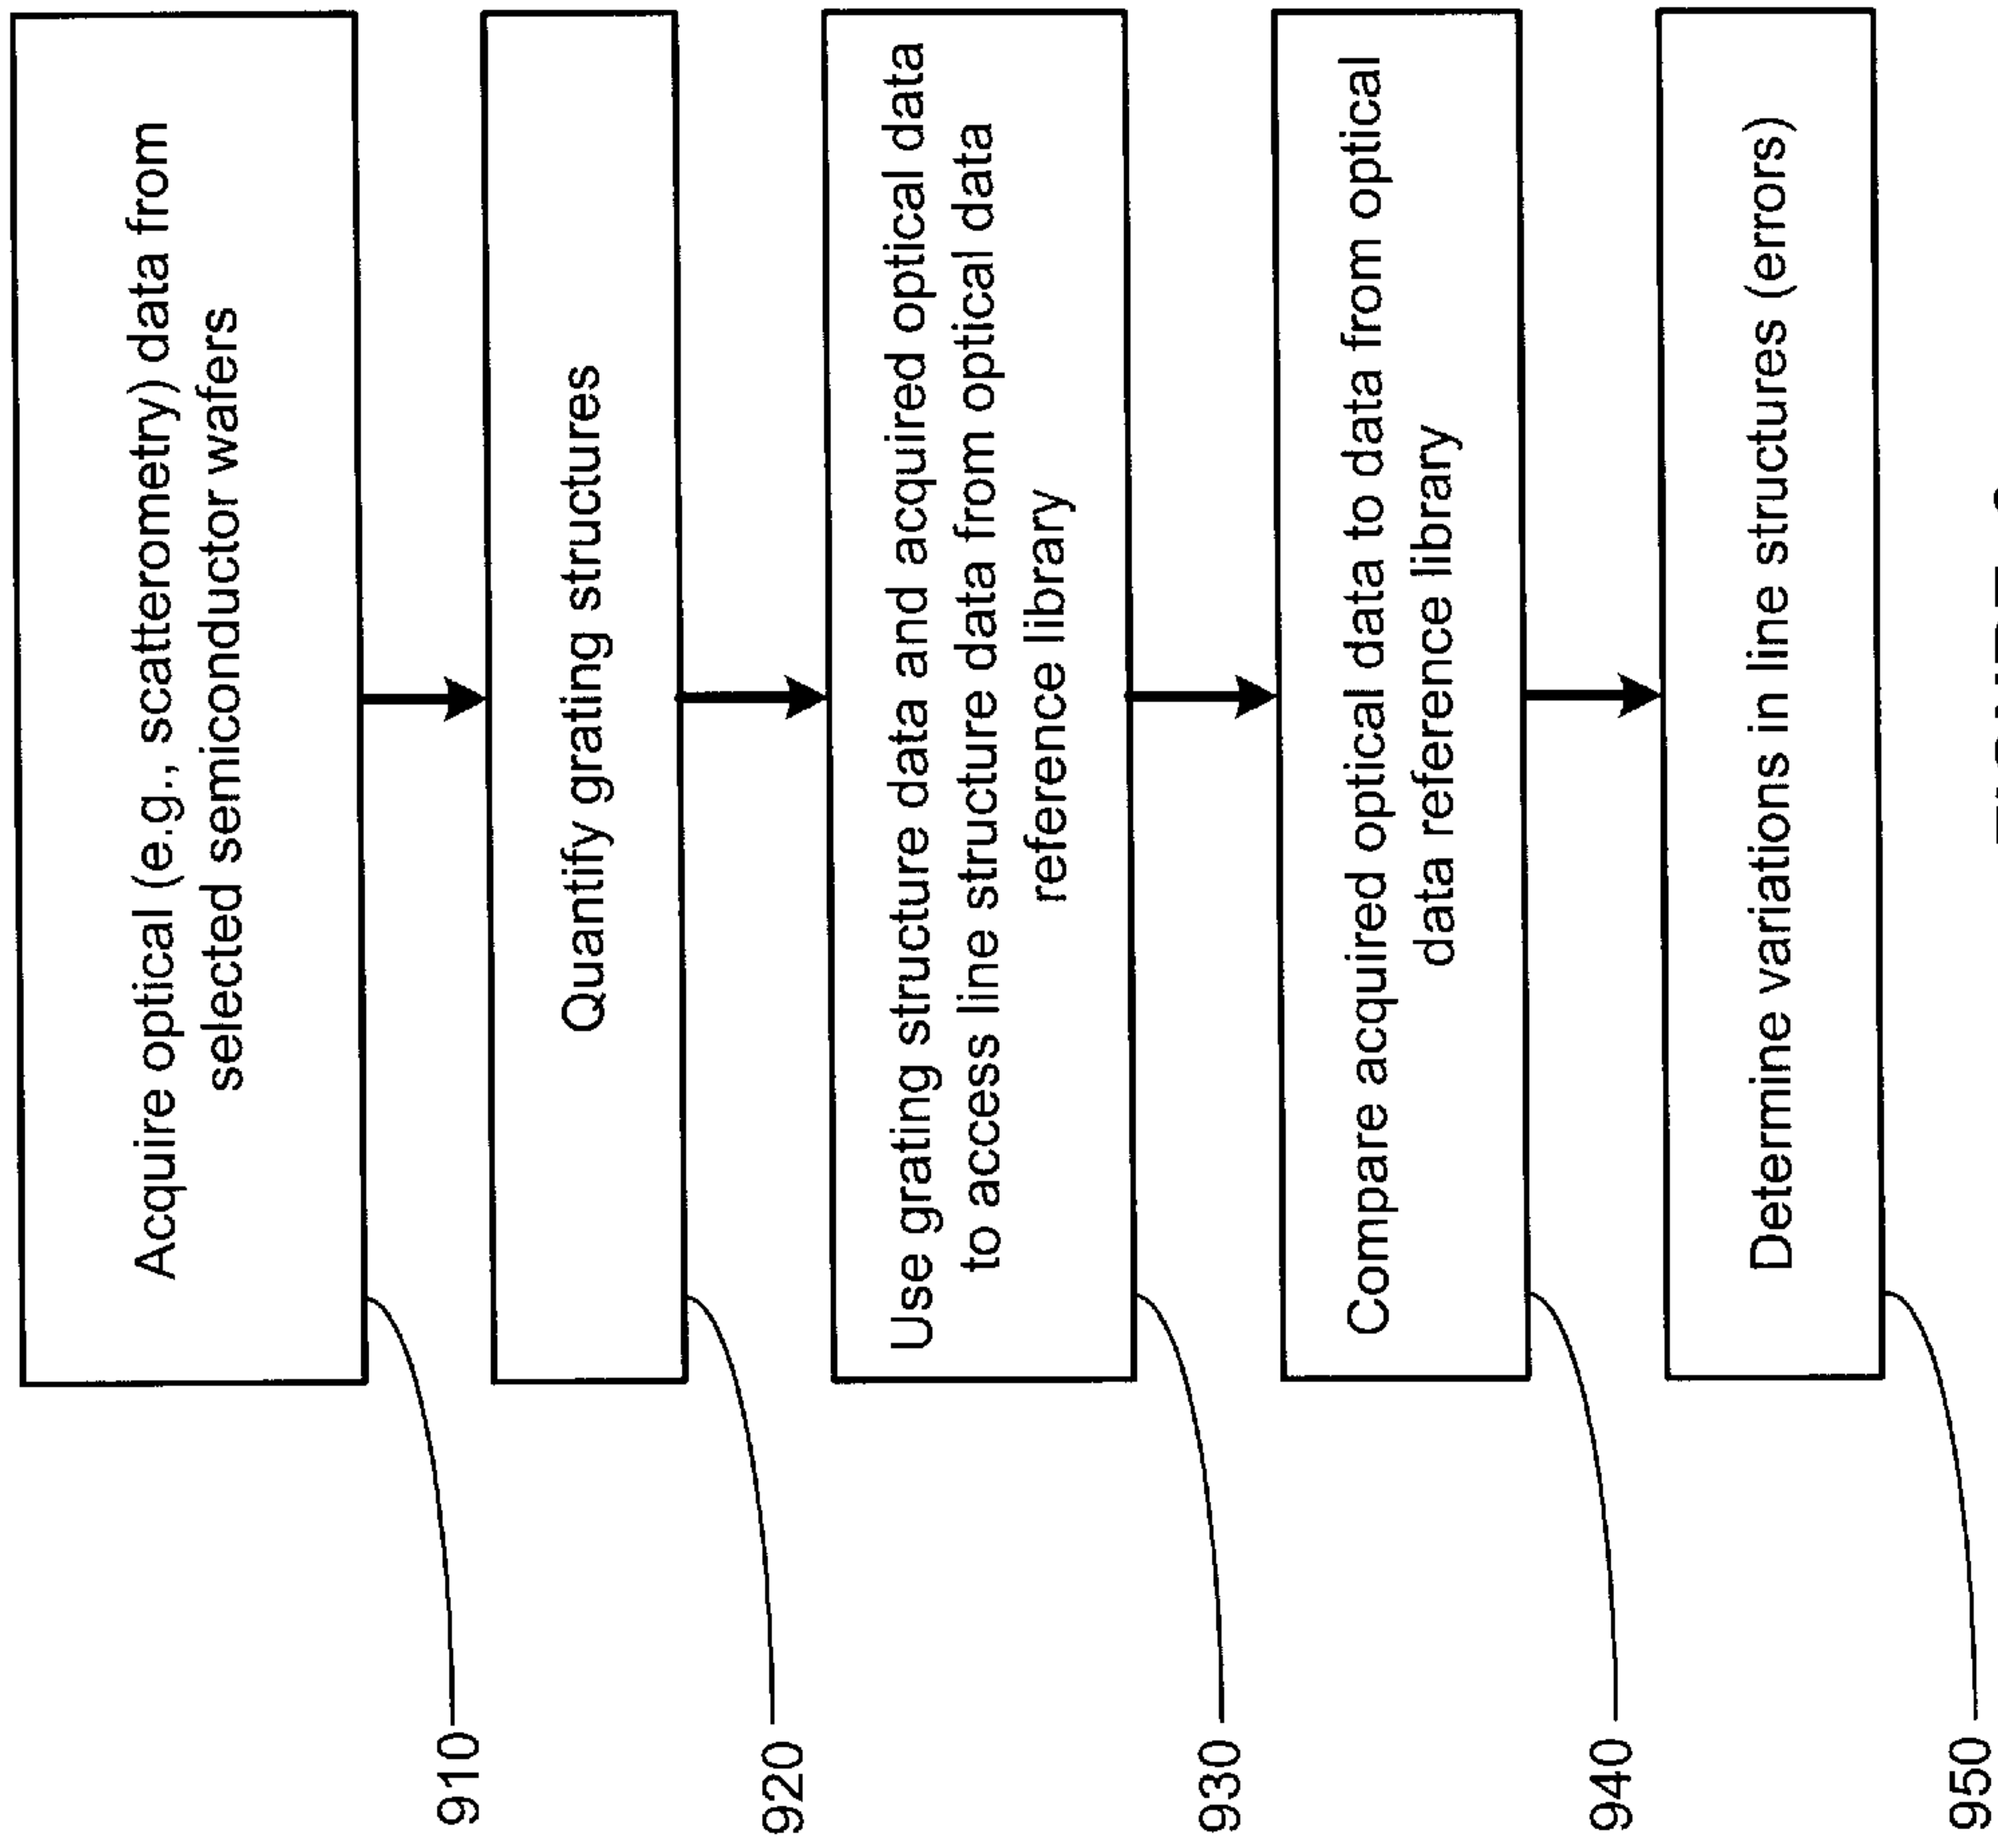 Acquire optical (e.g., scatterometry) data from
selected semiconductor wafers
910
Quantify grating structures
920
Use grating structure data and acquired optical data
to access line structure data from optical data
reference library
930
Compare acquired optical data to data from optical
data reference library
940
Determine variations in line structures (errors)
950